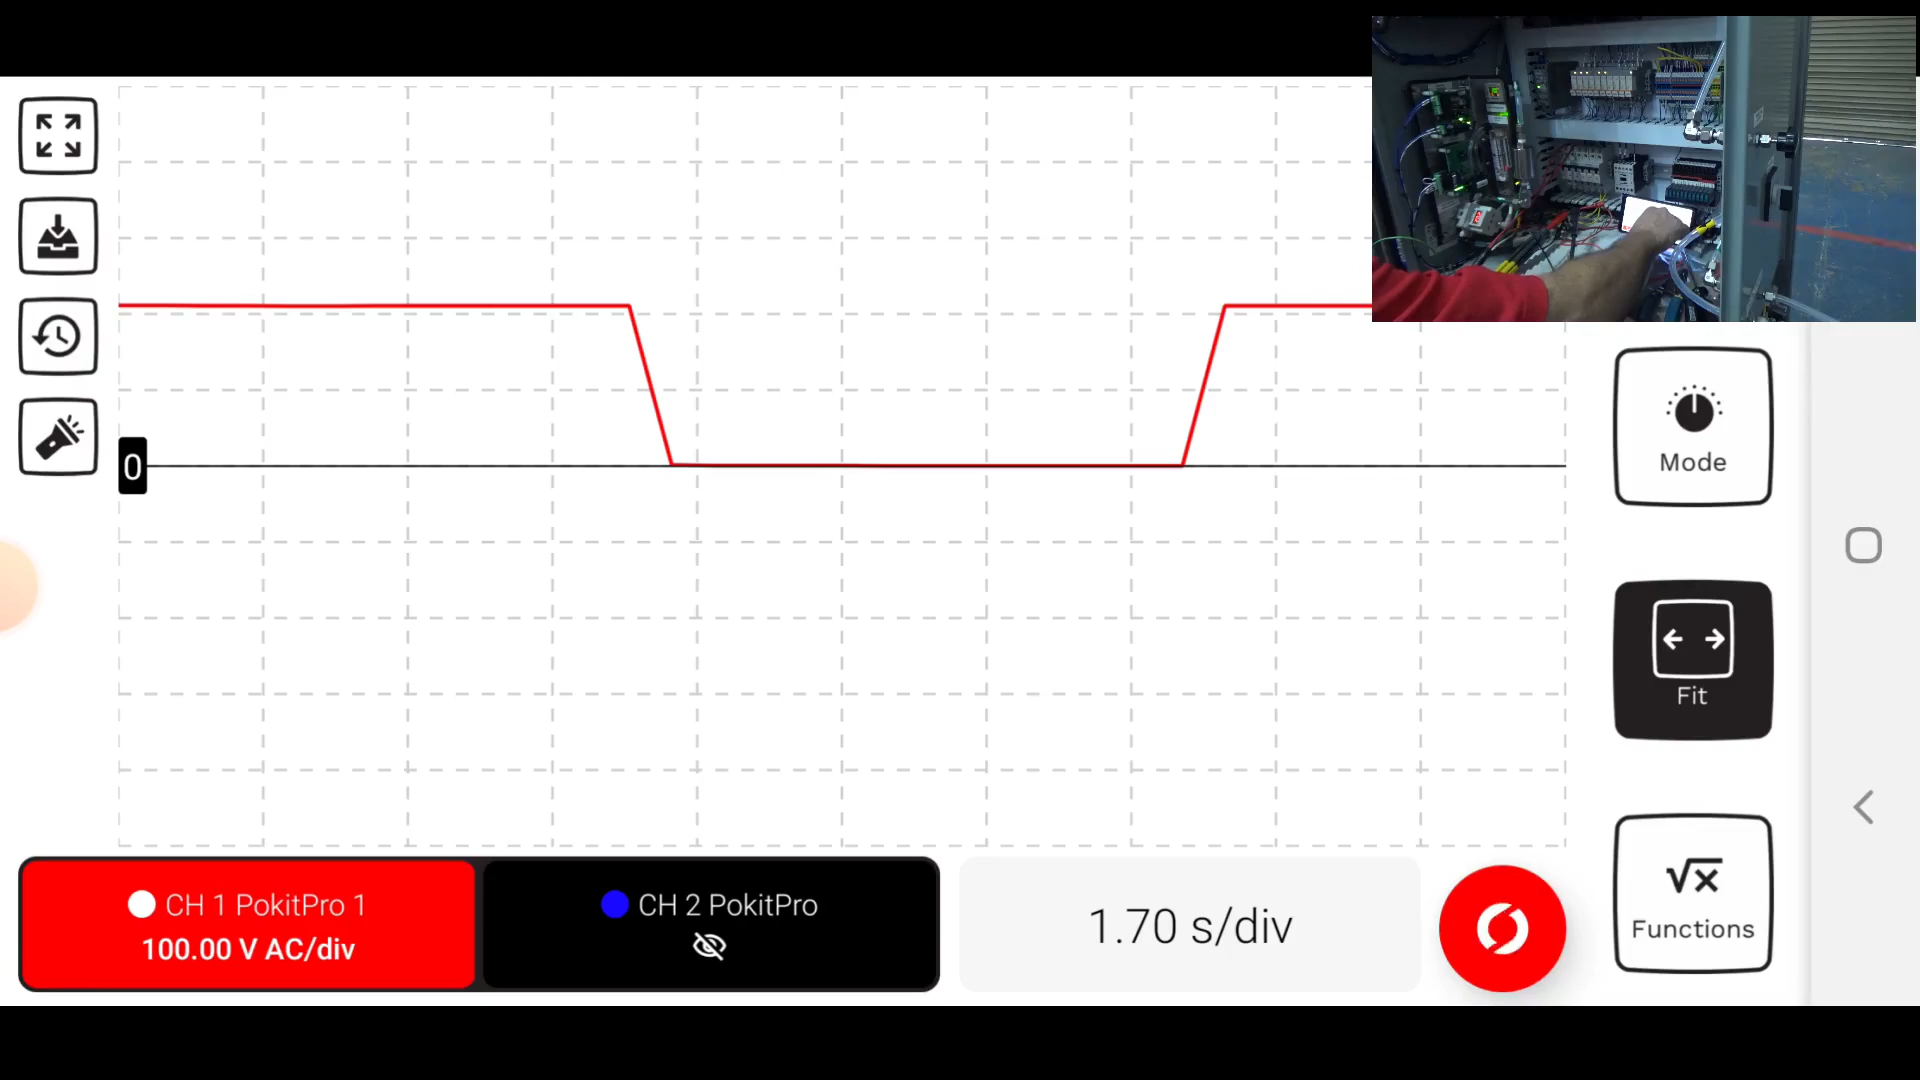 0
Mode
Fit
Functions
CH 1 PokitPro 1
100.00 V AC/div
CH 2 PokitPro
1.70 s/div
√x